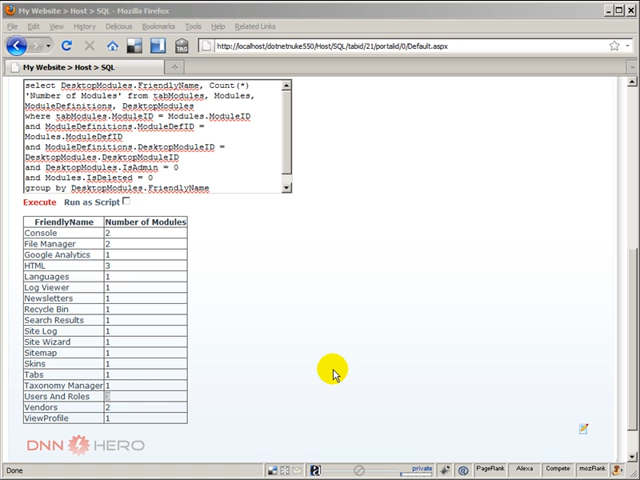 My Website > Host > SQL - Mozilla Firefox
File Edit View History Bookmarks Tools Help Related Links
TAG
http://localhost/dotnetnuke550/Host/SQL/tabid/21/portalid/0/Default.aspx
My Website > Host > SQL
select DesktopModules.FriendlyName, Count(*)
'Number of Modules' from tabModules, Modules,
ModuleDefinitions, DesktopModules
where tabModules.ModuleID = Modules.ModuleID
and ModuleDefinitions.ModuleDefID =
Modules.ModuleDefID
and ModuleDefinitions.DesktopModuleID =
DesktopModules.DesktopModuleID
and DesktopModules.IsAdmin = 0
and Modules.IsDeleted = 0
group by DesktopModules.FriendlyName
Execute Run as Script
FriendlyName Number of Modules
Console 2
File Manager 2
Google Analytics 1
HTML 3
Languages 1
Log Viewer 1
Newsletters 1
Recycle Bin 1
Search Results 1
Site Log 1
Site Wizard 1
Sitemap 1
Skins 1
Tabs 1
Taxonomy Manager 1
Users And Roles
Vendors 2
ViewProfile 1
DNN HERO
Done
private
PageRank Alexa Compete mozRank